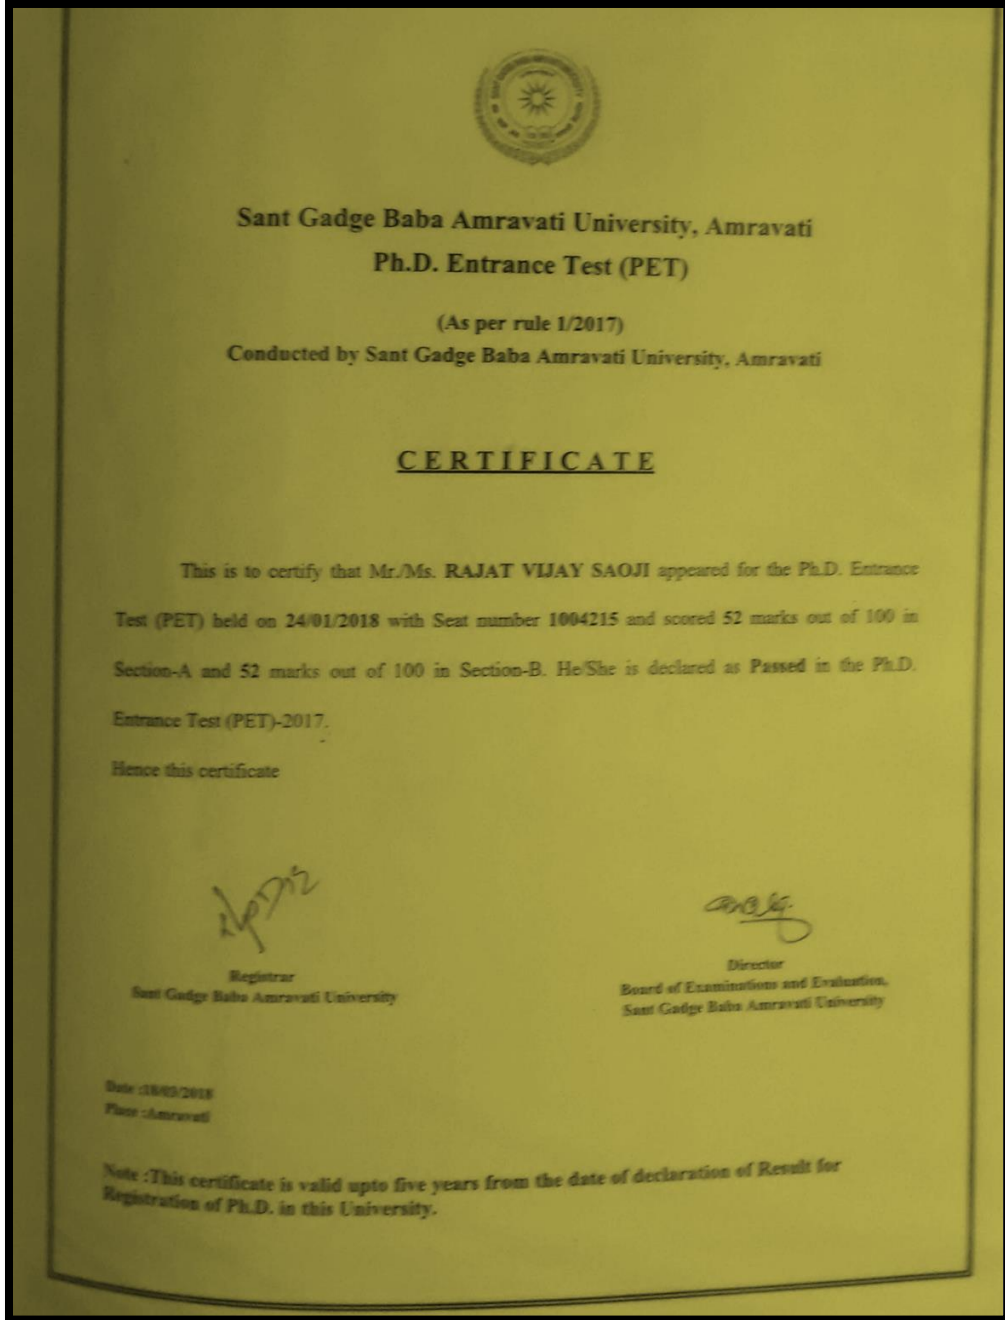 Sant Gadge Baba Amravati University, Amravati
Ph.D. Entrance Test (PET)
(As per rule 1/2017)
Conducted by Sant Gadge Baba Amravati University, Amravati
CERTIFICATE
This is to certify that Mr./Ms. RAJAT VIJAY SAOJI appeared for the Ph.D. Entrance
Test (PET) held on 24/01/2018 with Seat number 1004215 and scored 52 marks out of 100 in
Section-A and 52 marks out of 100 in Section-B. He/She is declared as Passed in the Ph.D.
Entrance Test (PET)-2017.
Hence this certificate
Registrar
Sant Gadge Baba Amravati University
Director
Board of Examinations and Evaluation,
Sant Gadge Baba Amravati University
Date :
Place :Amravati
Note :This certificate is valid upto five years from the date of declaration of Result for
Registration of Ph.D. in this University.